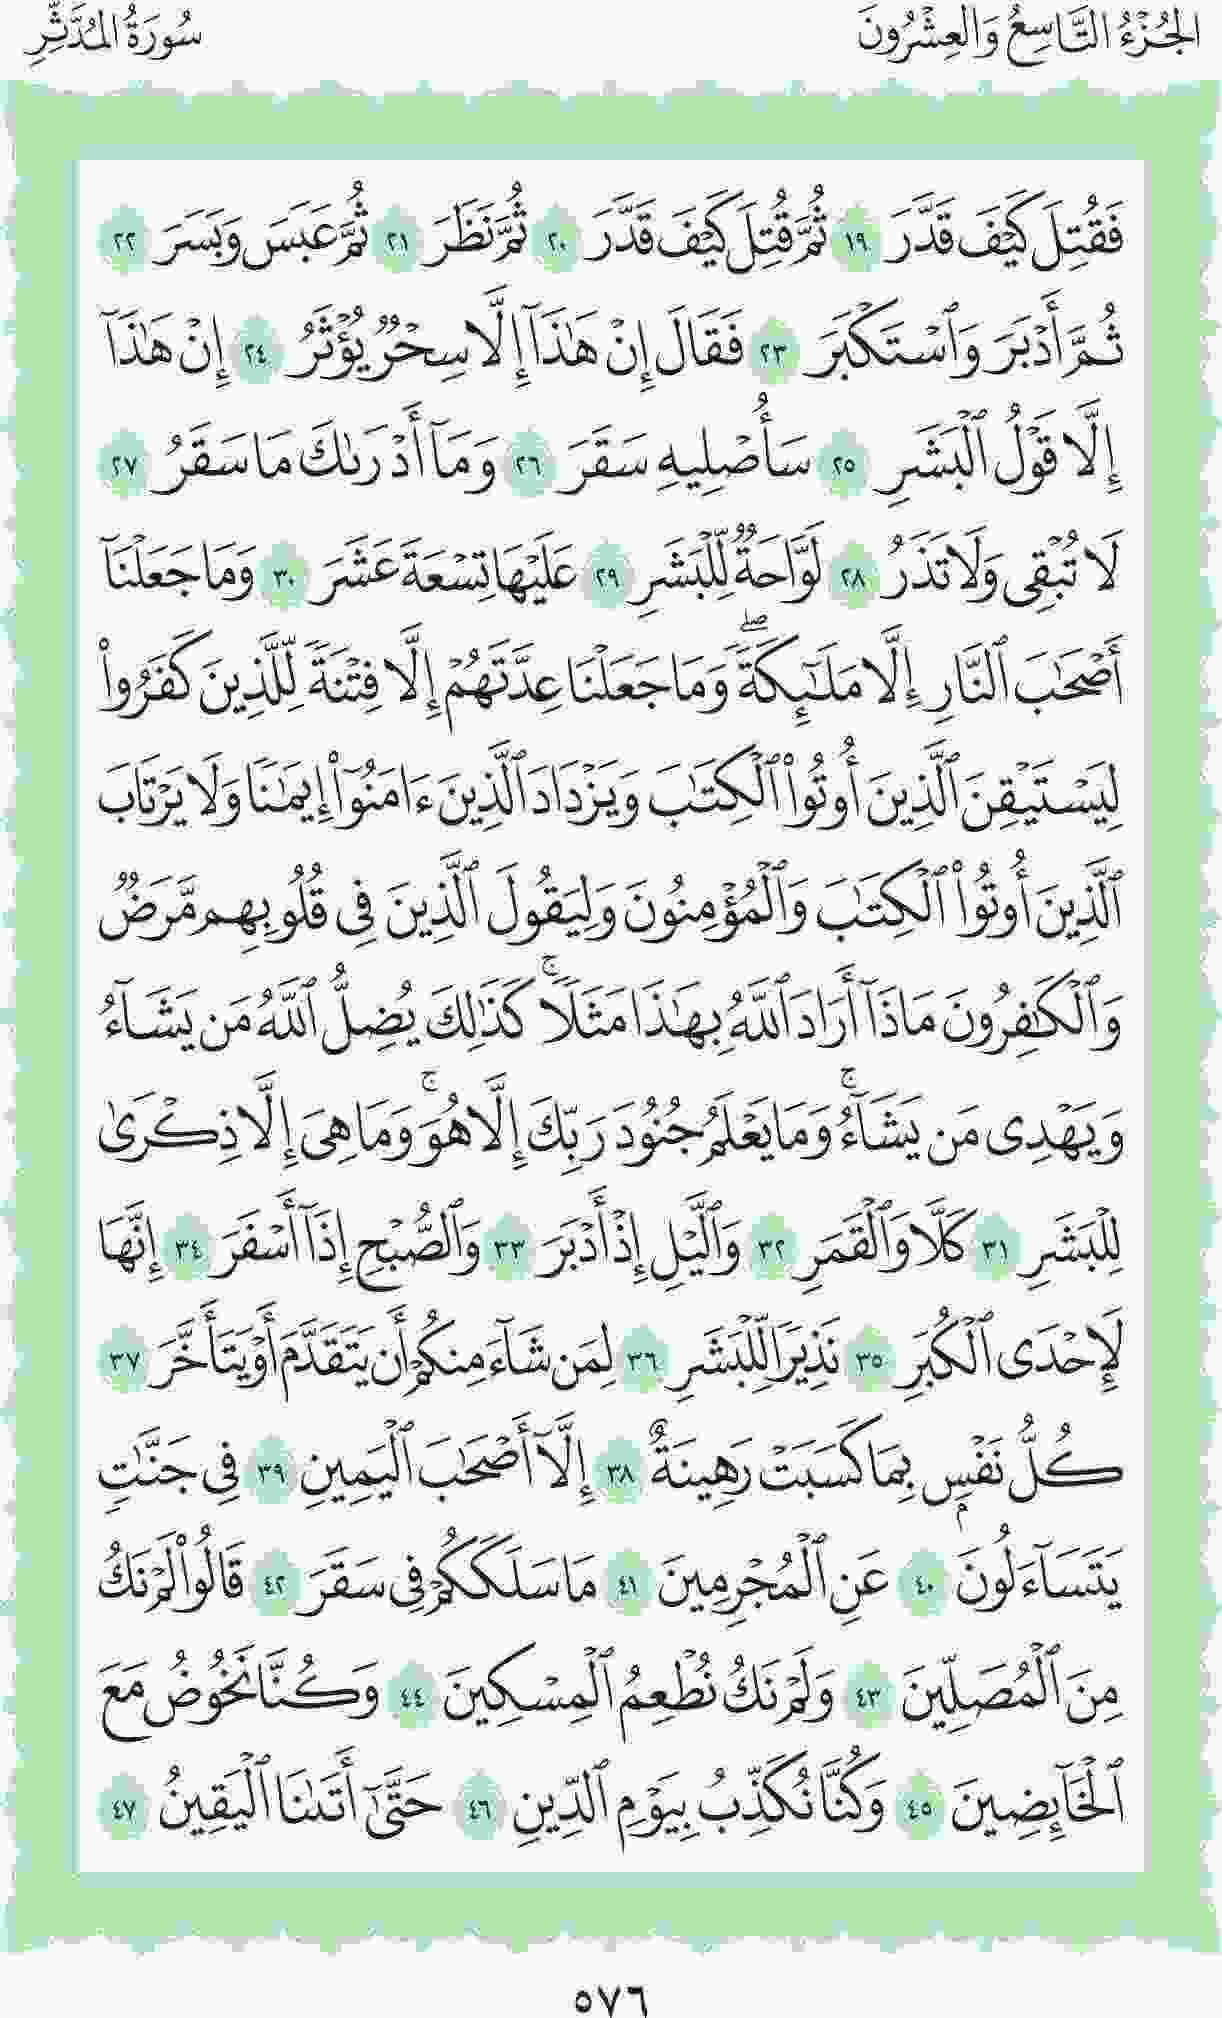 الجُزْءُ التَّاسِعُ وَالعِشْرُونَ
سُورَةُ المُدَّثِّرِ
فَقُتِلَ كَيْفَ قَدَّرَ ١٩ ثُمَّ قُتِلَ كَيْفَ قَدَّرَ ٢٠ ثُمَّ نَظَرَ ٢١ ثُمَّ عَبَسَ وَبَسَرَ ٢٢
ثُمَّ أَدْبَرَ وَٱسْتَكْبَرَ ٢٣ فَقَالَ إِنْ هَٰذَآ إِلَّا سِحْرٌ يُؤْثَرُ ٢٤ إِنْ هَٰذَآ
إِلَّا قَوْلُ ٱلْبَشَرِ ٢٥ سَأُصْلِيهِ سَقَرَ ٢٦ وَمَآ أَدْرَىٰكَ مَا سَقَرُ ٢٧
لَا تُبْقِى وَلَا تَذَرُ ٢٨ لَوَّاحَةٌ لِّلْبَشَرِ ٢٩ عَلَيْهَا تِسْعَةَ عَشَرَ ٣٠ وَمَا جَعَلْنَآ
أَصْحَٰبَ ٱلنَّارِ إِلَّا مَلَٰٓئِكَةً ۖ وَمَا جَعَلْنَا عِدَّتَهُمْ إِلَّا فِتْنَةً لِّلَّذِينَ كَفَرُوا۟
لِيَسْتَيْقِنَ ٱلَّذِينَ أُوتُوا۟ ٱلْكِتَٰبَ وَيَزْدَادَ ٱلَّذِينَ ءَامَنُوٓا۟ إِيمَٰنًا وَلَا يَرْتَابَ
ٱلَّذِينَ أُوتُوا۟ ٱلْكِتَٰبَ وَٱلْمُؤْمِنُونَ وَلِيَقُولَ ٱلَّذِينَ فِى قُلُوبِهِم مَّرَضٌ
وَٱلْكَٰفِرُونَ مَاذَآ أَرَادَ ٱللَّهُ بِهَٰذَا مَثَلًا ۚ كَذَٰلِكَ يُضِلُّ ٱللَّهُ مَن يَشَآءُ
وَيَهْدِى مَن يَشَآءُ ۚ وَمَا يَعْلَمُ جُنُودَ رَبِّكَ إِلَّا هُوَ ۚ وَمَا هِىَ إِلَّا ذِكْرَىٰ
لِلْبَشَرِ ٣١ كَلَّا وَٱلْقَمَرِ ٣٢ وَٱلَّيْلِ إِذْ أَدْبَرَ ٣٣ وَٱلصُّبْحِ إِذَآ أَسْفَرَ ٣٤ إِنَّهَا
لَإِحْدَى ٱلْكُبَرِ ٣٥ نَذِيرًا لِّلْبَشَرِ ٣٦ لِمَن شَآءَ مِنكُمْ أَن يَتَقَدَّمَ أَوْ يَتَأَخَّرَ ٣٧
كُلُّ نَفْسٍۭ بِمَا كَسَبَتْ رَهِينَةٌ ٣٨ إِلَّآ أَصْحَٰبَ ٱلْيَمِينِ ٣٩ فِى جَنَّٰتٍ
يَتَسَآءَلُونَ ٤٠ عَنِ ٱلْمُجْرِمِينَ ٤١ مَا سَلَكَكُمْ فِى سَقَرَ ٤٢ قَالُوا۟ لَمْ نَكُ
مِنَ ٱلْمُصَلِّينَ ٤٣ وَلَمْ نَكُ نُطْعِمُ ٱلْمِسْكِينَ ٤٤ وَكُنَّا نَخُوضُ مَعَ
ٱلْخَآئِضِينَ ٤٥ وَكُنَّا نُكَذِّبُ بِيَوْمِ ٱلدِّينِ ٤٦ حَتَّىٰٓ أَتَىٰنَا ٱلْيَقِينُ ٤٧
٥٧٦